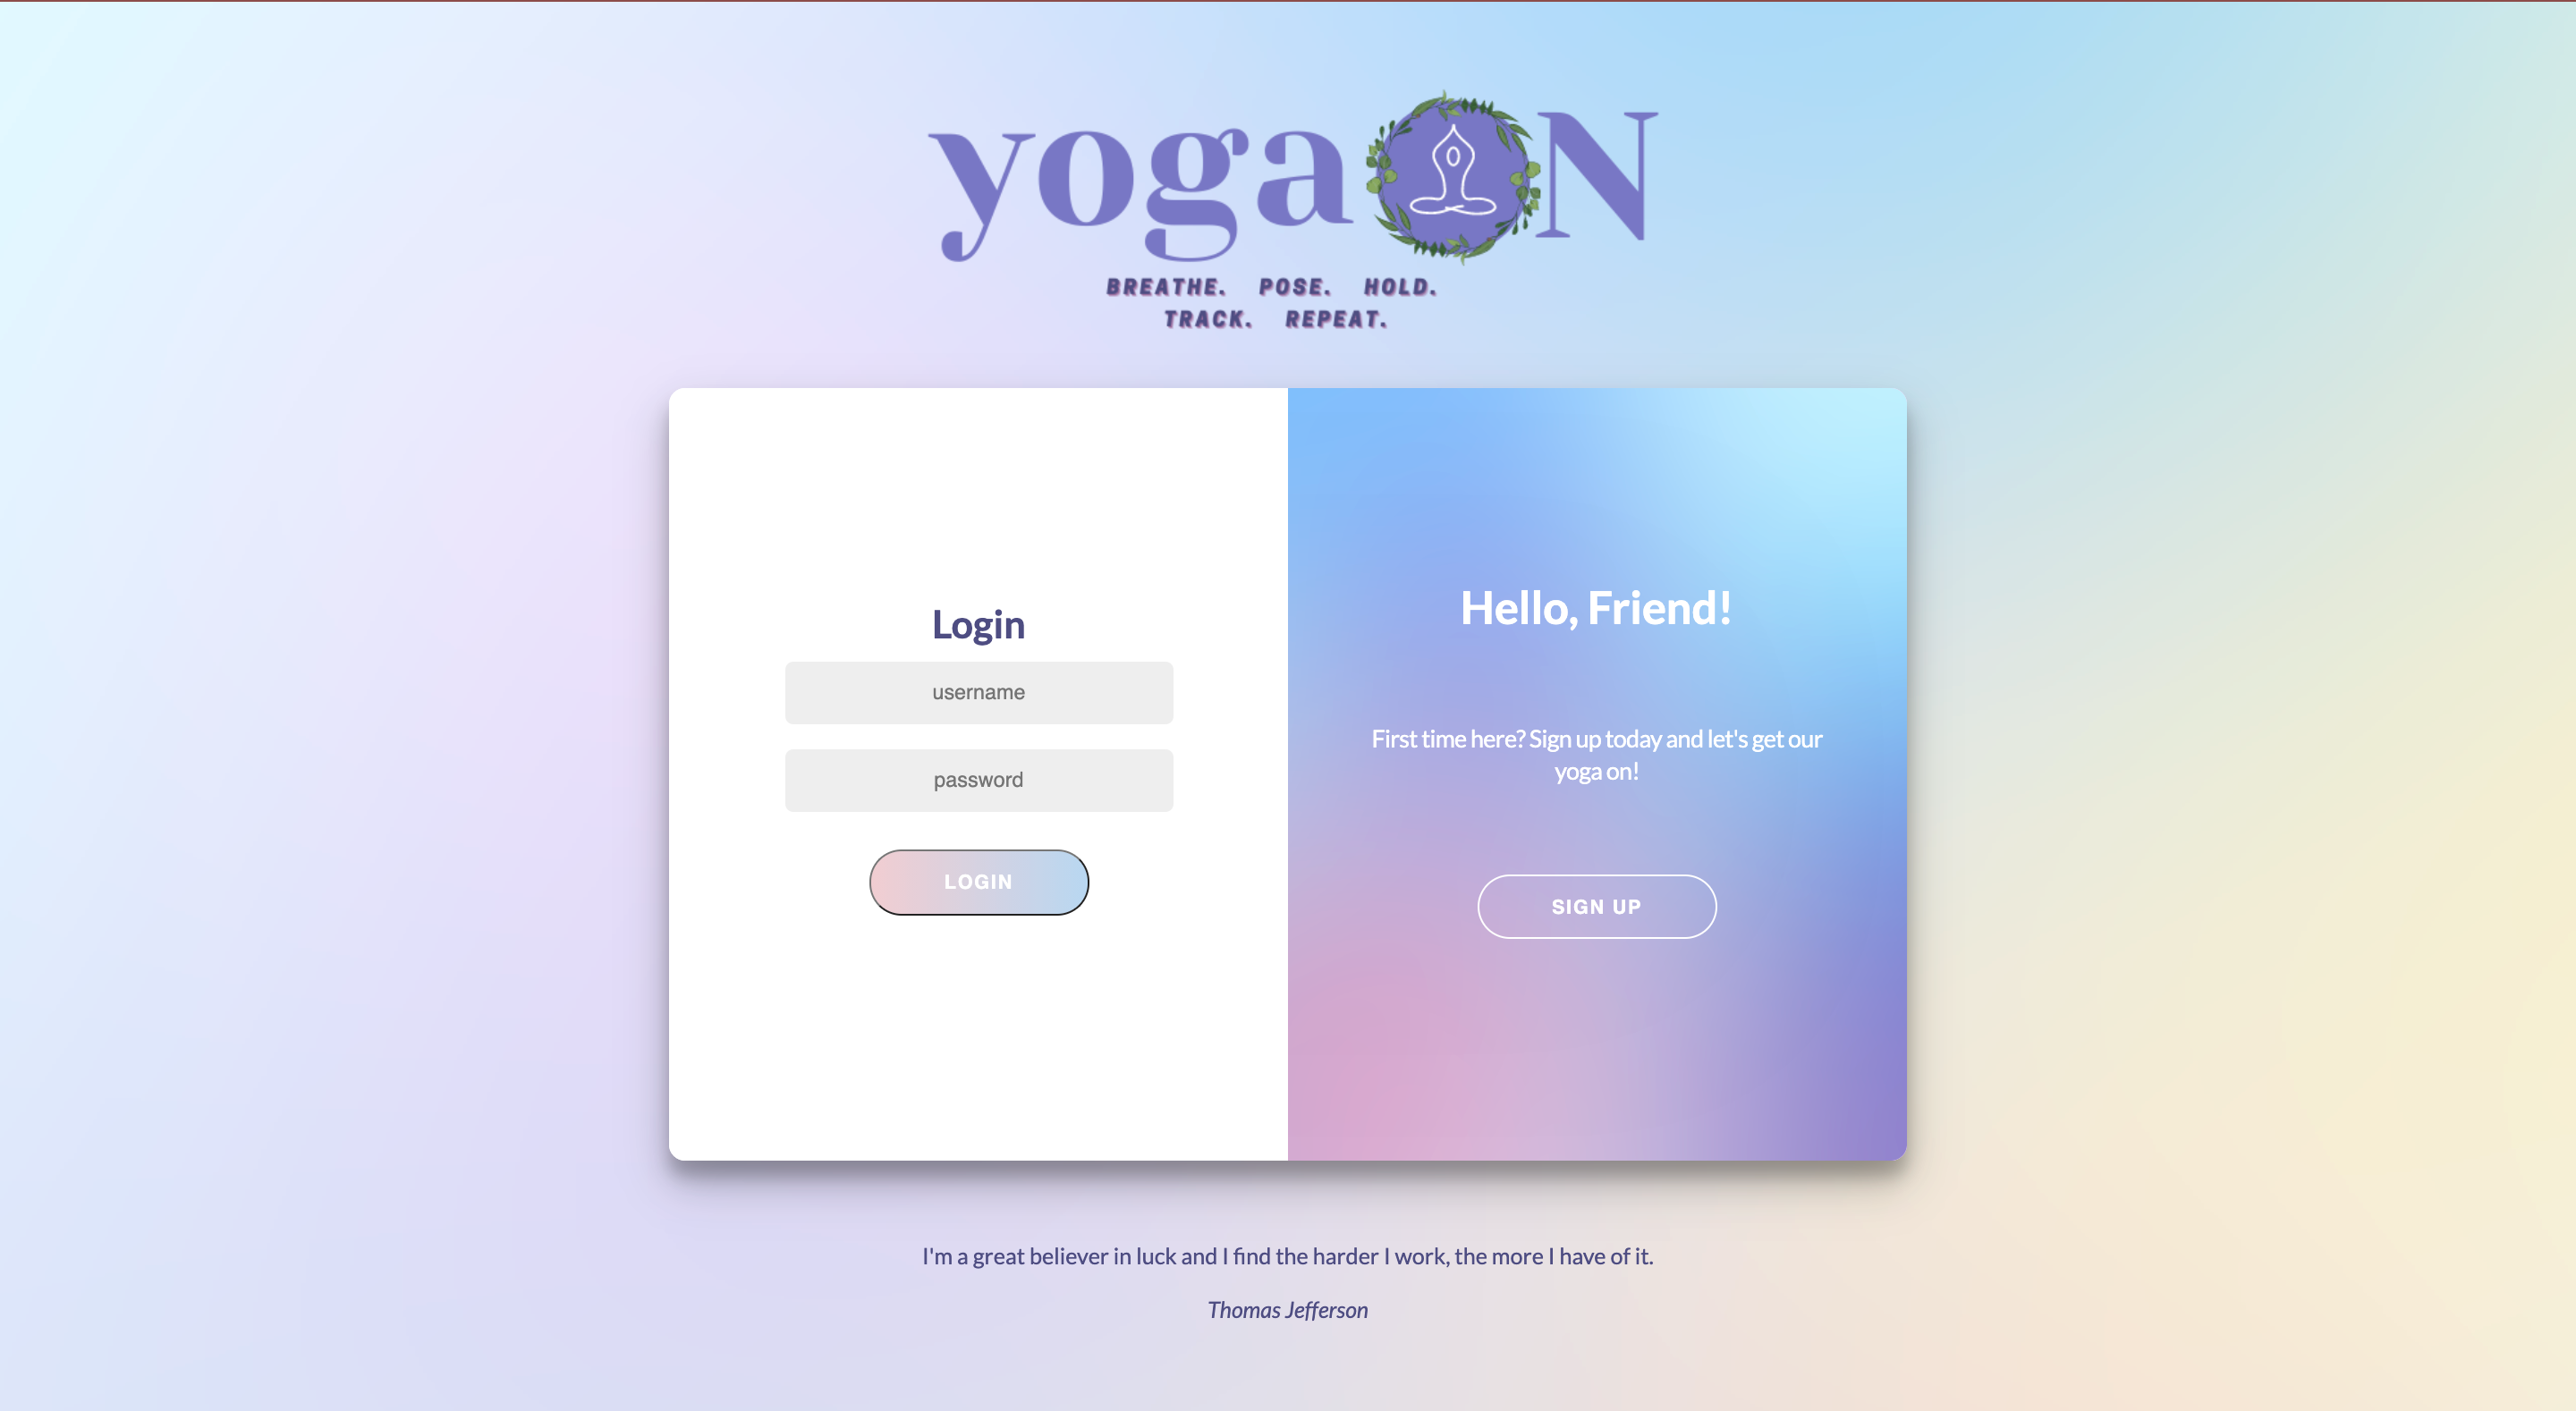 yogaON
BREATHE. POSE. HOLD.
TRACK. REPEAT.
Login
username
password
LOGIN
Hello, Friend!
First time here? Sign up today and let's get our
yoga on!
SIGN UP
I'm a great believer in luck and I find the harder I work, the more I have of it.
Thomas Jefferson